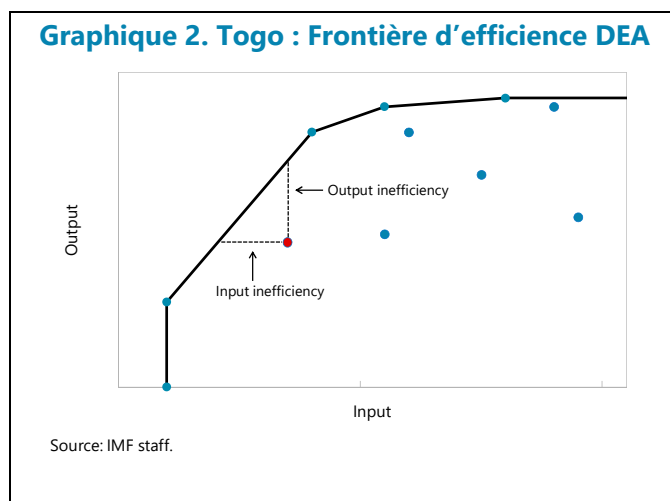 Graphique 2. Togo : Frontière d’efficience DEA
Output
Output inefficiency
Input inefficiency
Input
Source: IMF staff.